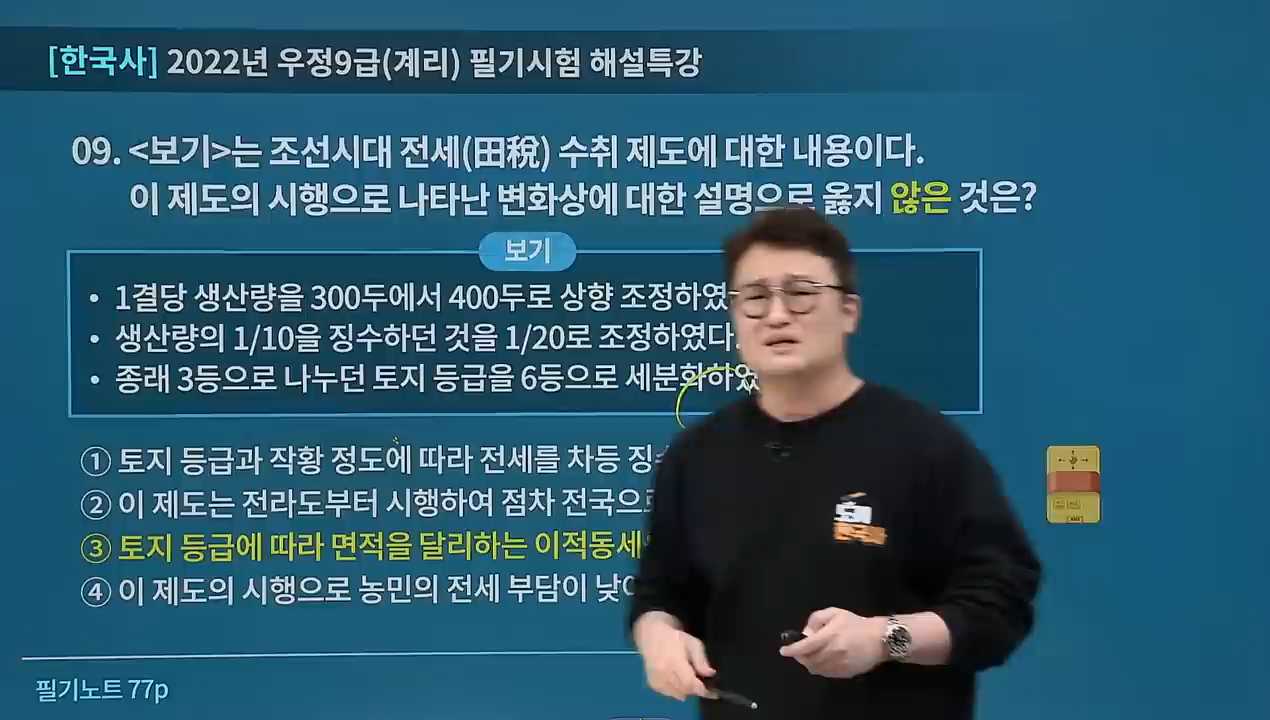 [한국사] 2022년 우정9급(계리) 필기시험 해설특강
09. <보기>는 조선시대 전세(田稅) 수취 제도에 대한 내용이다.
이 제도의 시행으로 나타난 변화상에 대한 설명으로 옳지 않은 것은?
보기
• 1결당 생산량을 300두에서 400두로 상향 조정하였
• 생산량의 1/10을 징수하던 것을 1/20로 조정하였다.
• 종래 3등으로 나누던 토지 등급을 6등으로 세분화하였
① 토지 등급과 작황 정도에 따라 전세를 차등
② 이 제도는 전라도부터 시행하여 점차 전국으로
③ 토지 등급에 따라 면적을 달리하는 이적동세
④ 이 제도의 시행으로 농민의 전세 부담이
필기노트 77p